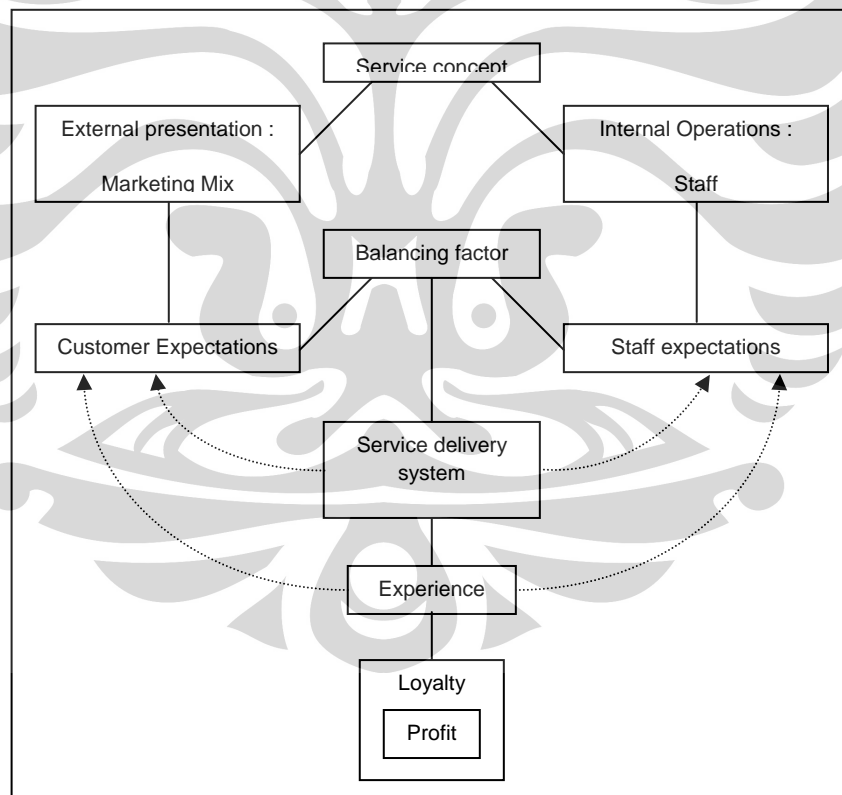 Service concept
External presentation :
Marketing Mix
Internal Operations :
Staff
Balancing factor
Customer Expectations
Staff expectations
Service delivery
system
Experience
Loyalty
Profit